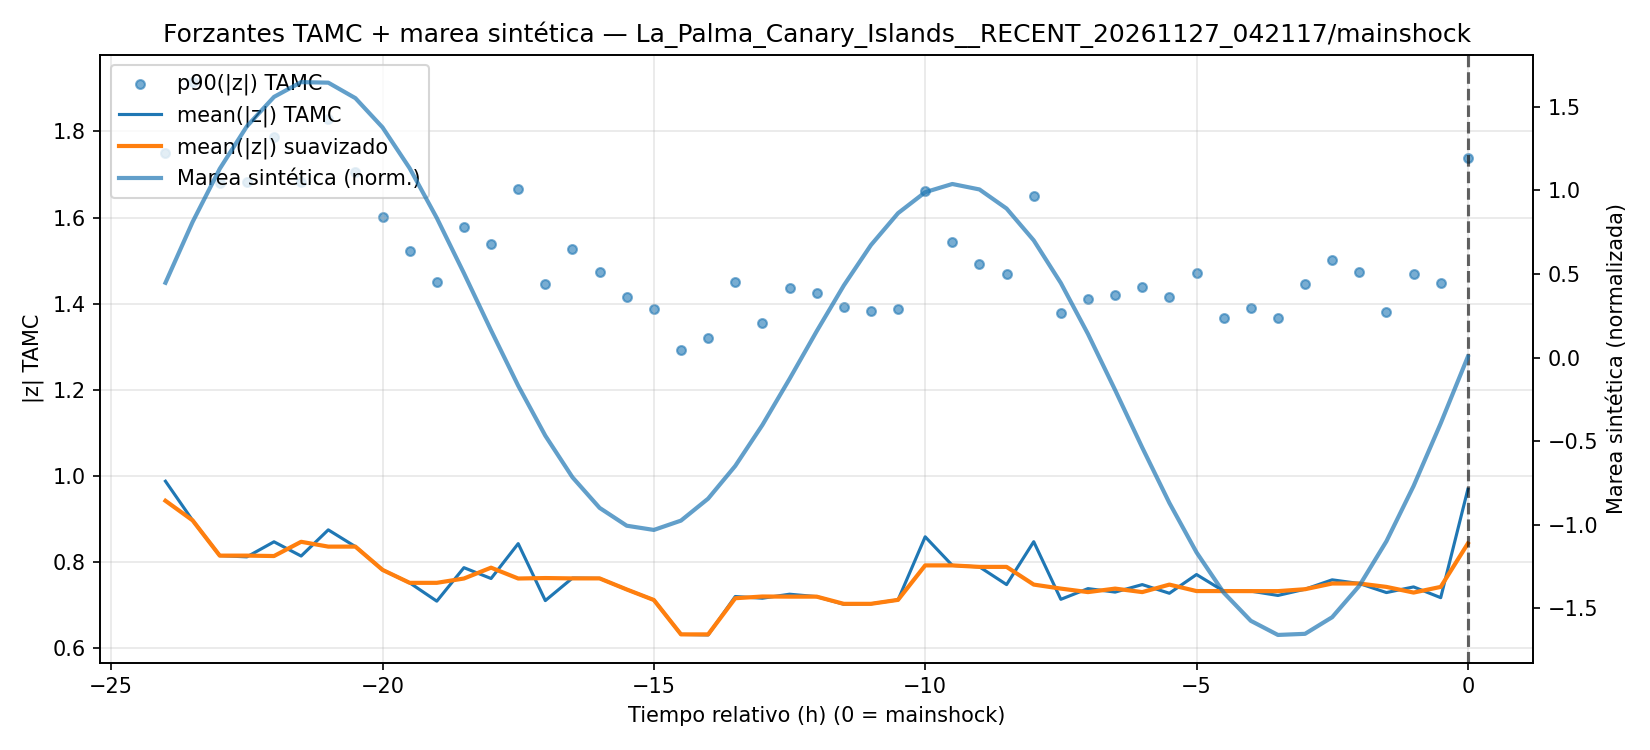 Forzantes TAMC + marea sintética — La_Palma_Canary_Islands__RECENT_20261127_042117/mainshock
p90(|z|) TAMC
mean(|z|) TAMC
mean(|z|) suavizado
Marea sintética (norm.)
|z| TAMC
1.8
1.6
1.4
1.2
1.0
0.8
0.6
Marea sintética (normalizada)
1.5
1.0
0.5
0.0
−0.5
−1.0
−1.5
−25 −20 −15 −10 −5 0
Tiempo relativo (h) (0 = mainshock)